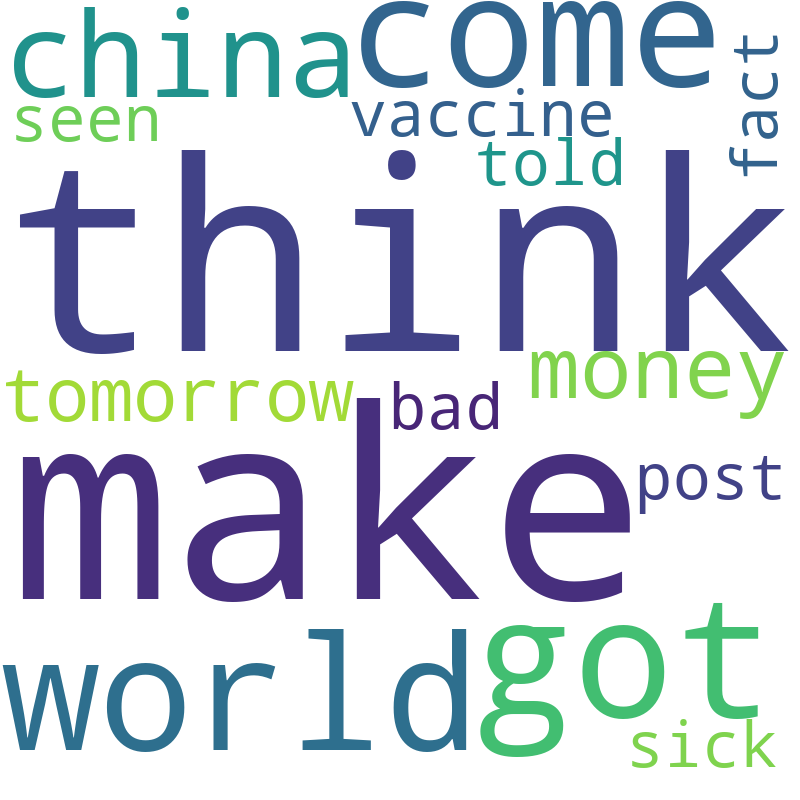 china
come
fact
seen
vaccine
told
think
money
tomorrow
bad
make
post
world
got
sick